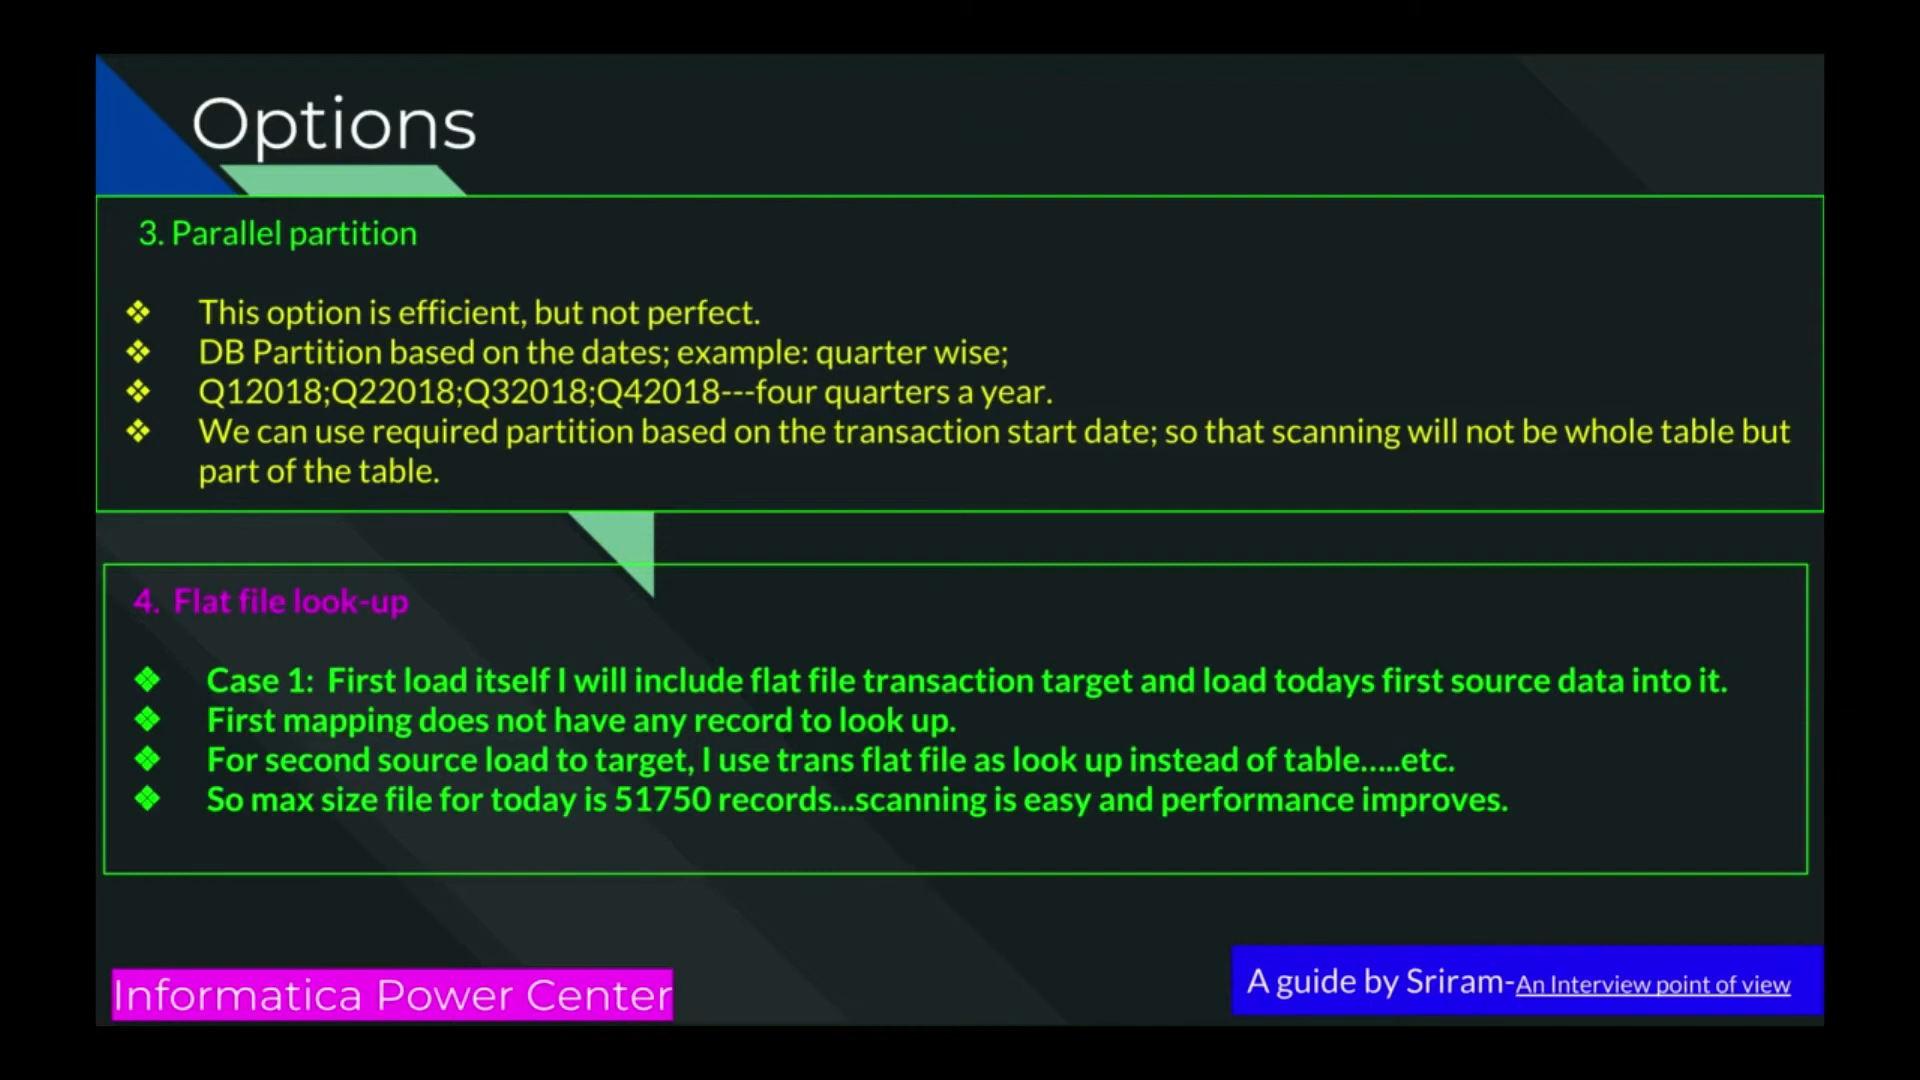 Options
3. Parallel partition
❖ This option is efficient, but not perfect.
❖ DB Partition based on the dates; example: quarter wise;
❖ Q12018;Q22018;Q32018;Q42018---four quarters a year.
❖ We can use required partition based on the transaction start date; so that scanning will not be whole table but
part of the table.
4. Flat file look-up
❖ Case 1: First load itself I will include flat file transaction target and load todays first source data into it.
❖ First mapping does not have any record to look up.
❖ For second source load to target, I use trans flat file as look up instead of table.....etc.
❖ So max size file for today is 51750 records...scanning is easy and performance improves.
Informatica Power Center
A guide by Sriram-An Interview point of view